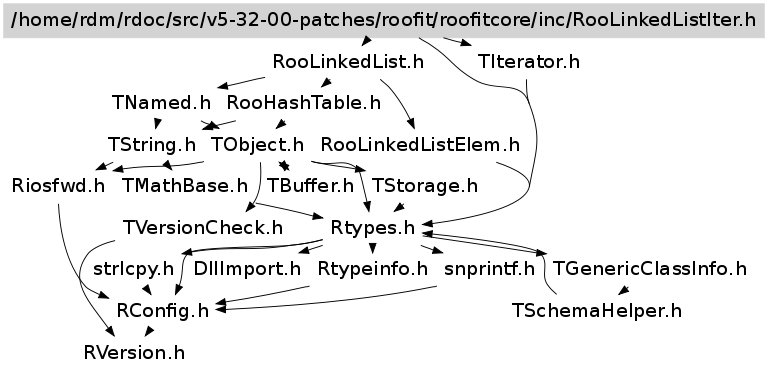 /home/rdm/rdoc/src/v5-32-00-patches/roofit/roofitcore/inc/RooLinkedListIter.h
RooLinkedList.h
TIterator.h
TNamed.h
RooHashTable.h
TString.h
TObject.h
RooLinkedListElem.h
Riosfwd.h
TMathBase.h
TBuffer.h
TStorage.h
TVersionCheck.h
Rtypes.h
strlcpy.h
DllImport.h
Rtypeinfo.h
snprintf.h
TGenericClassInfo.h
RConfig.h
TSchemaHelper.h
RVersion.h